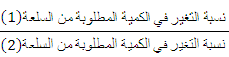 نسبة التغير في الكمية المطلوبة من السلعة(1)
نسبة التغير في الكمية المطلوبة من السلعة(2)